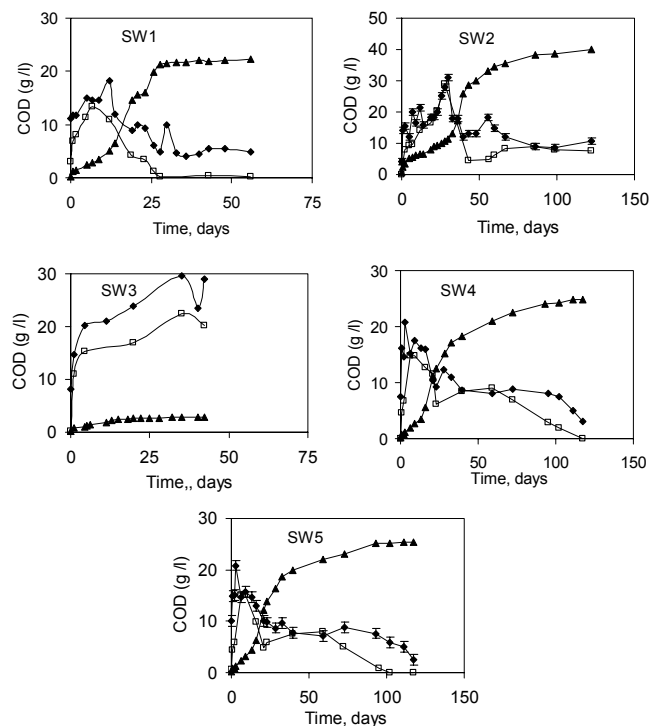 SW1
COD (g /l)
30
20
10
0
0 25 50 75
Time, days
SW2
COD (g /l)
50
40
30
20
10
0
0 50 100 150
Time, days
SW3
COD (g /l)
30
20
10
0
0 25 50 75
Time,, days
SW4
COD (g /l)
30
20
10
0
0 50 100 150
Time, days
SW5
COD (g /l)
30
20
10
0
0 50 100 150
Time, days